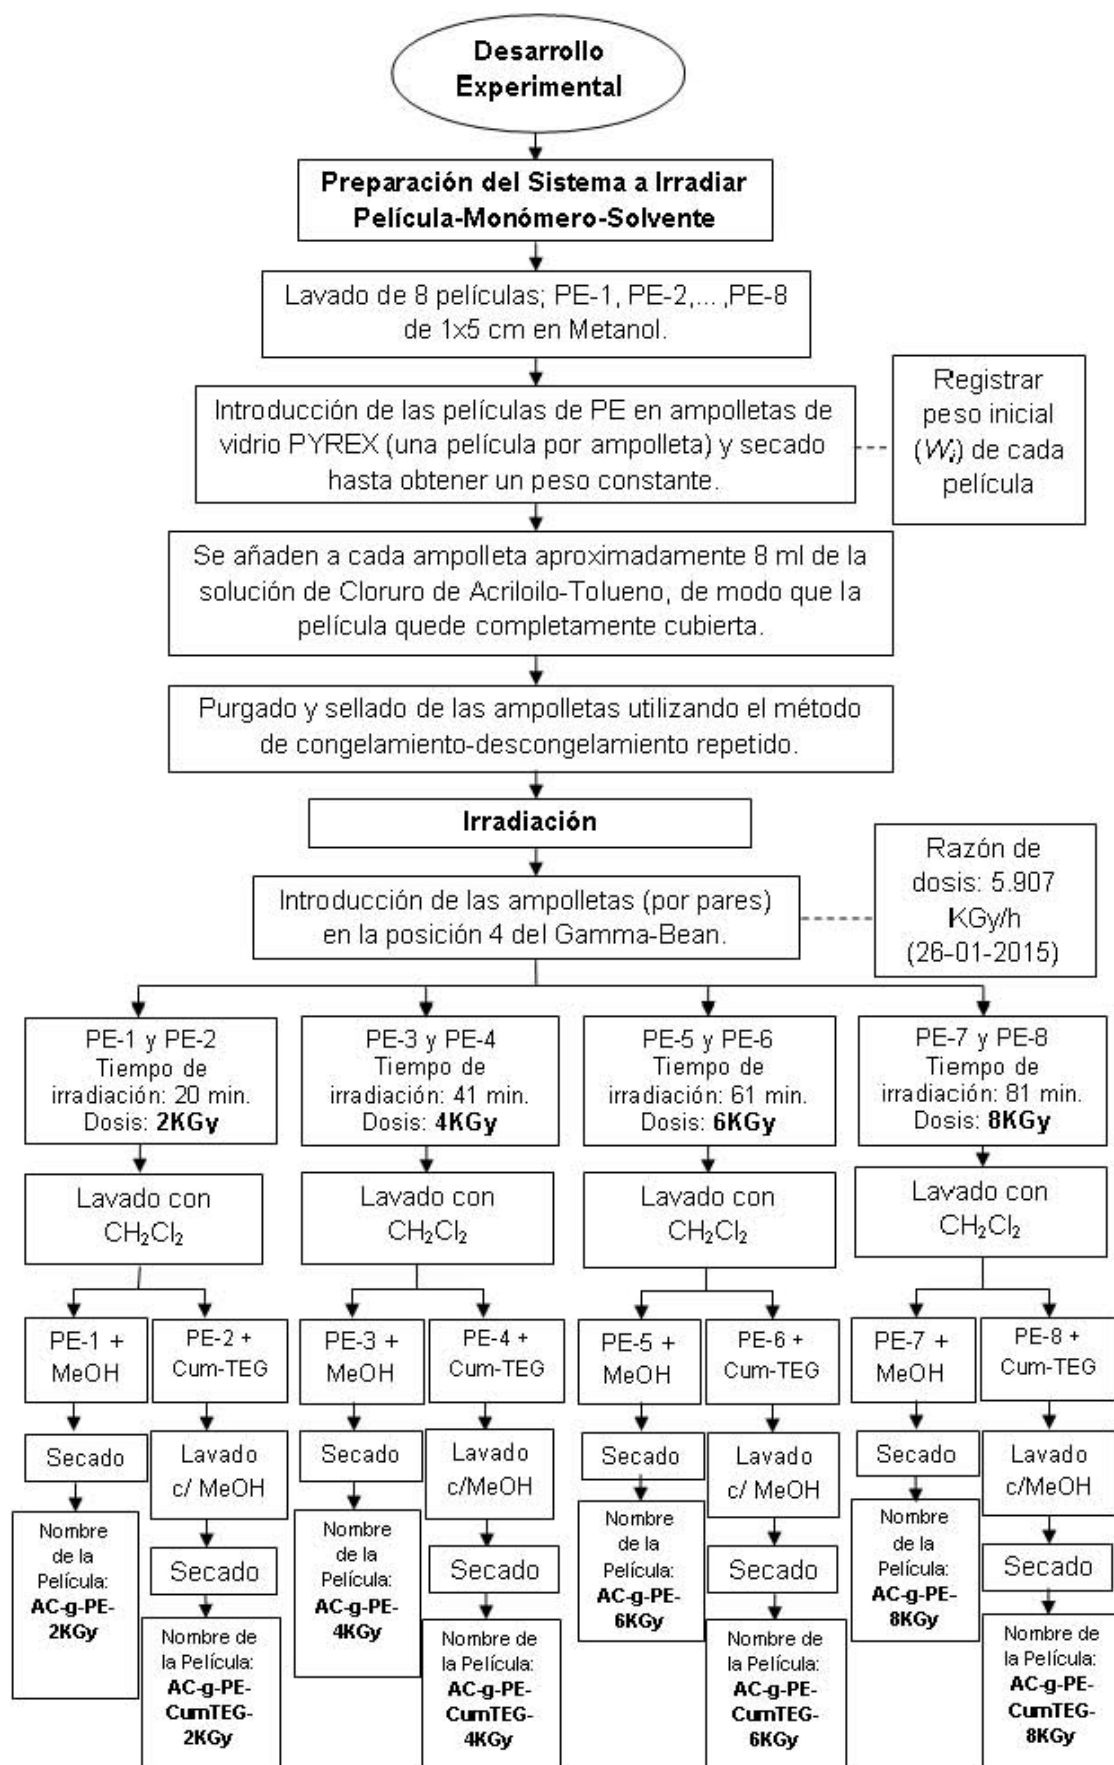 Desarrollo
Experimental
Preparación del Sistema a Irradiar
Película-Monómero-Solvente
Lavado de 8 películas; PE-1, PE-2,...,PE-8
de 1x5 cm en Metanol.
Introducción de las películas de PE en ampolletas de
vidrio PYREX (una película por ampolleta) y secado
hasta obtener un peso constante.
Registrar
peso inicial
(Wi) de cada
película
Se añaden a cada ampolleta aproximadamente 8 ml de la
solución de Cloruro de Acriloilo-Tolueno, de modo que la
película quede completamente cubierta.
Purgado y sellado de las ampolletas utilizando el método
de congelamiento-descongelamiento repetido.
Irradiación
Introducción de las ampolletas (por pares)
en la posición 4 del Gamma-Bean.
Razón de
dosis: 5.907
KGy/h
(26-01-2015)
PE-1 y PE-2
Tiempo de
irradiación: 20 min.
Dosis: 2KGy
PE-3 y PE-4
Tiempo de
irradiación: 41 min.
Dosis: 4KGy
PE-5 y PE-6
Tiempo de
irradiación: 61 min.
Dosis: 6KGy
PE-7 y PE-8
Tiempo de
irradiación: 81 min.
Dosis: 8KGy
Lavado con
CH₂Cl₂
Lavado con
CH₂Cl₂
Lavado con
CH₂Cl₂
Lavado con
CH₂Cl₂
PE-1 +
MeOH
PE-2 +
Cum-TEG
PE-3 +
MeOH
PE-4 +
Cum-TEG
PE-5 +
MeOH
PE-6 +
Cum-TEG
PE-7 +
MeOH
PE-8 +
Cum-TEG
Secado
Lavado
c/ MeOH
Secado
Lavado
c/MeOH
Secado
Lavado
c/ MeOH
Secado
Lavado
c/MeOH
Nombre
de la
Película:
AC-g-PE-
2KGy
Secado
Nombre
de la
Película:
AC-g-PE-
4KGy
Secado
Nombre
de la
Película:
AC-g-PE-
6KGy
Secado
Nombre
de la
Película:
AC-g-PE-
8KGy
Secado
Nombre de
la Película:
AC-g-PE-
CumTEG-
2KGy
Nombre de
la Película:
AC-g-PE-
CumTEG-
4KGy
Nombre de
la Película:
AC-g-PE-
CumTEG-
6KGy
Nombre de
la Película:
AC-g-PE-
CumTEG-
8KGy